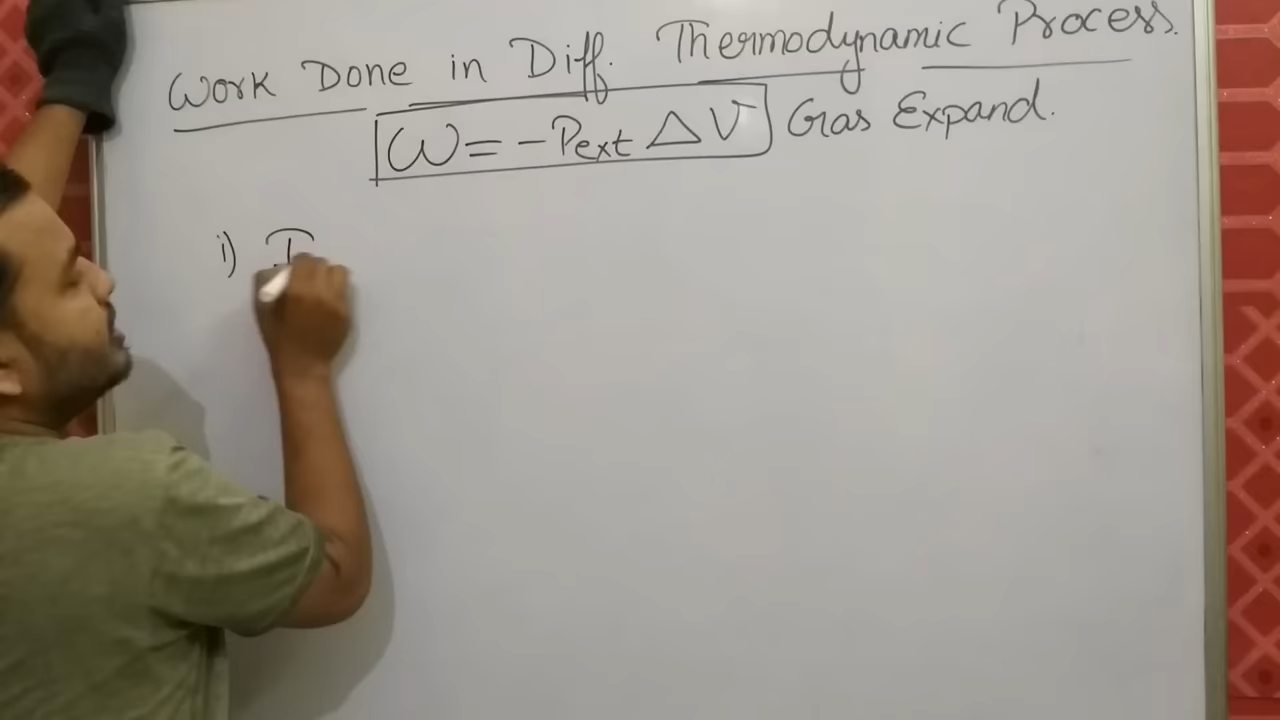 Work Done in Diff. Thermodynamic Process.
W = - Pext ΔV Gas Expand.
i) I